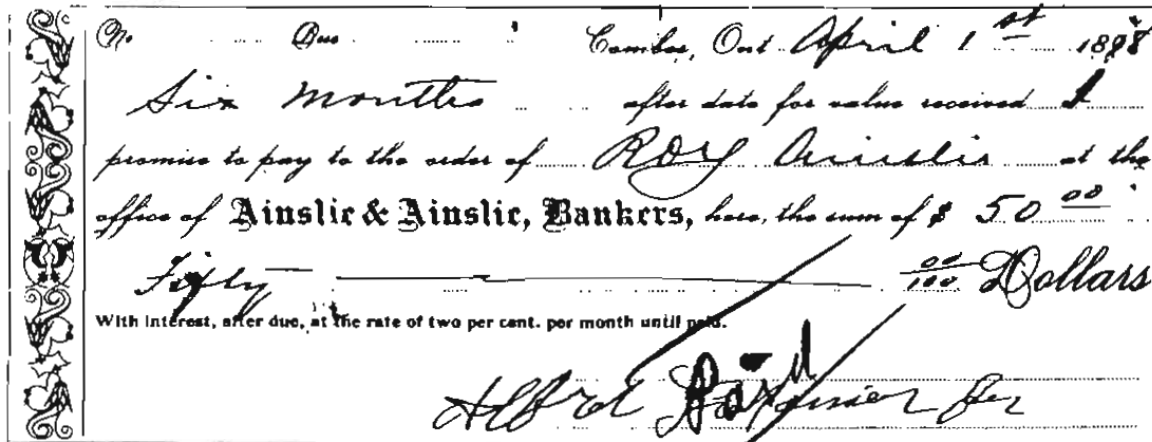 No Due Comber, Ont. April 1st 1898
Six months after date for value received I
promise to pay to the order of Roy Ainslie at the
office of Ainslie & Ainslie, Bankers, here, the sum of $ 50 00
Fifty 00/100 Dollars
With interest, after due, at the rate of two per cent. per month until paid.
Paid